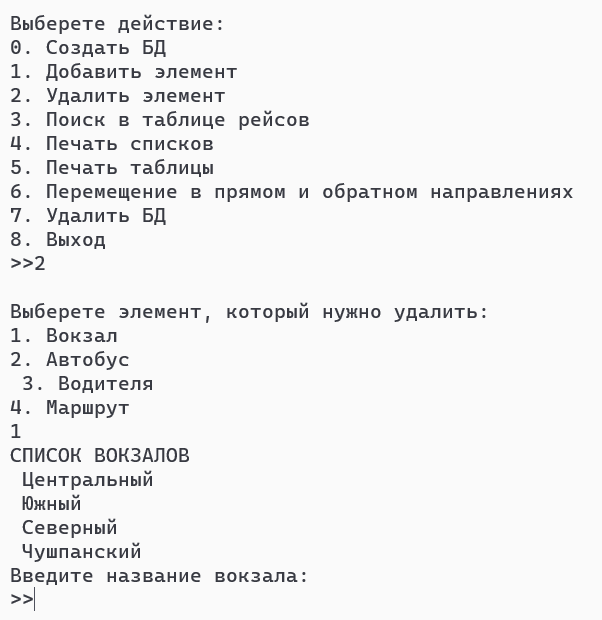 Выберете действие:
0. Создать БД
1. Добавить элемент
2. Удалить элемент
3. Поиск в таблице рейсов
4. Печать списков
5. Печать таблицы
6. Перемещение в прямом и обратном направлениях
7. Удалить БД
8. Выход
>>2
Выберете элемент, который нужно удалить:
1. Вокзал
2. Автобус
3. Водителя
4. Маршрут
1
СПИСОК ВОКЗАЛОВ
Центральный
Южный
Северный
Чушпанский
Введите название вокзала:
>>